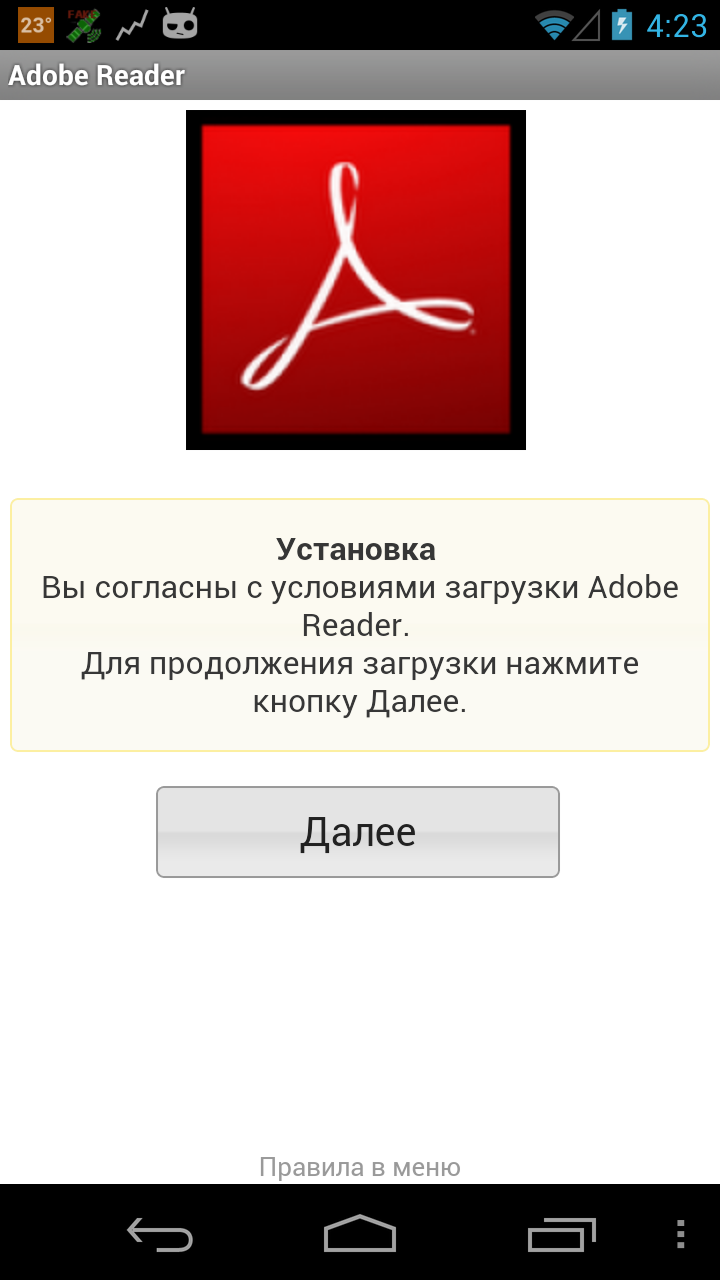 23°
FAKE
4:23
Adobe Reader
Установка
Вы согласны с условиями загрузки Adobe
Reader.
Для продолжения загрузки нажмите
кнопку Далее.
Далее
Правила в меню